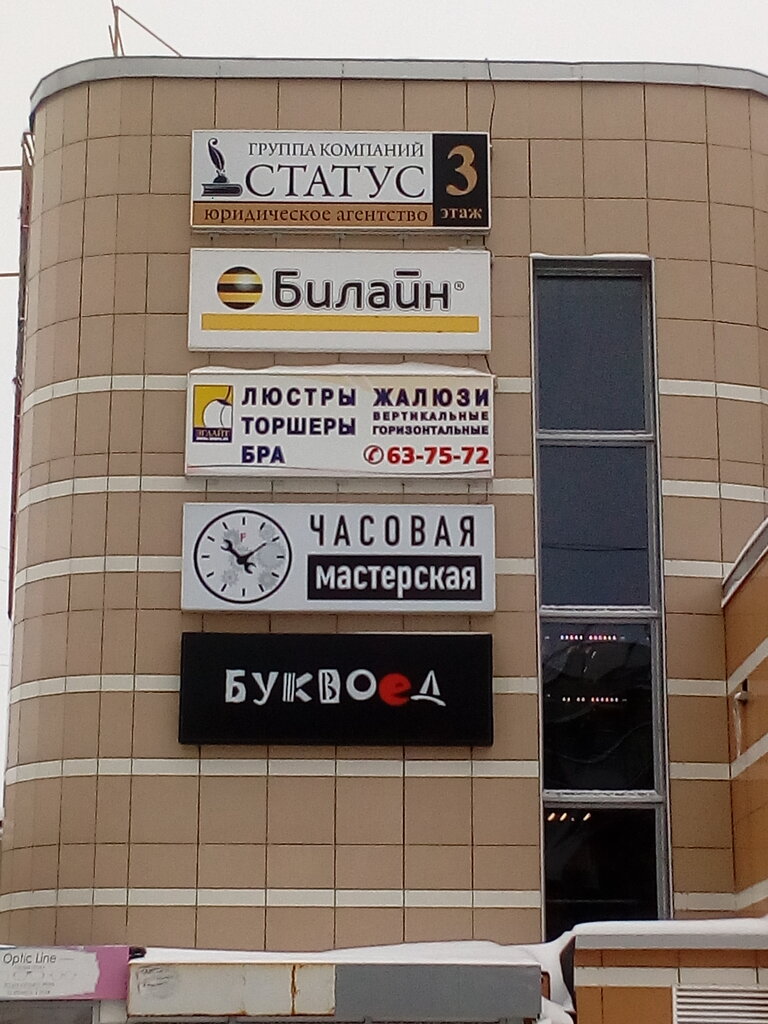 ГРУППА КОМПАНИЙ
СТАТУС
юридическое агентство
3
этаж
Билайн®
ЛЮСТРЫ
ТОРШЕРЫ
БРА
ЖАЛЮЗИ
ВЕРТИКАЛЬНЫЕ
ГОРИЗОНТАЛЬНЫЕ
✆63-75-72
ЧАСОВАЯ
мастерская
БУКВОЕД
Optic Line